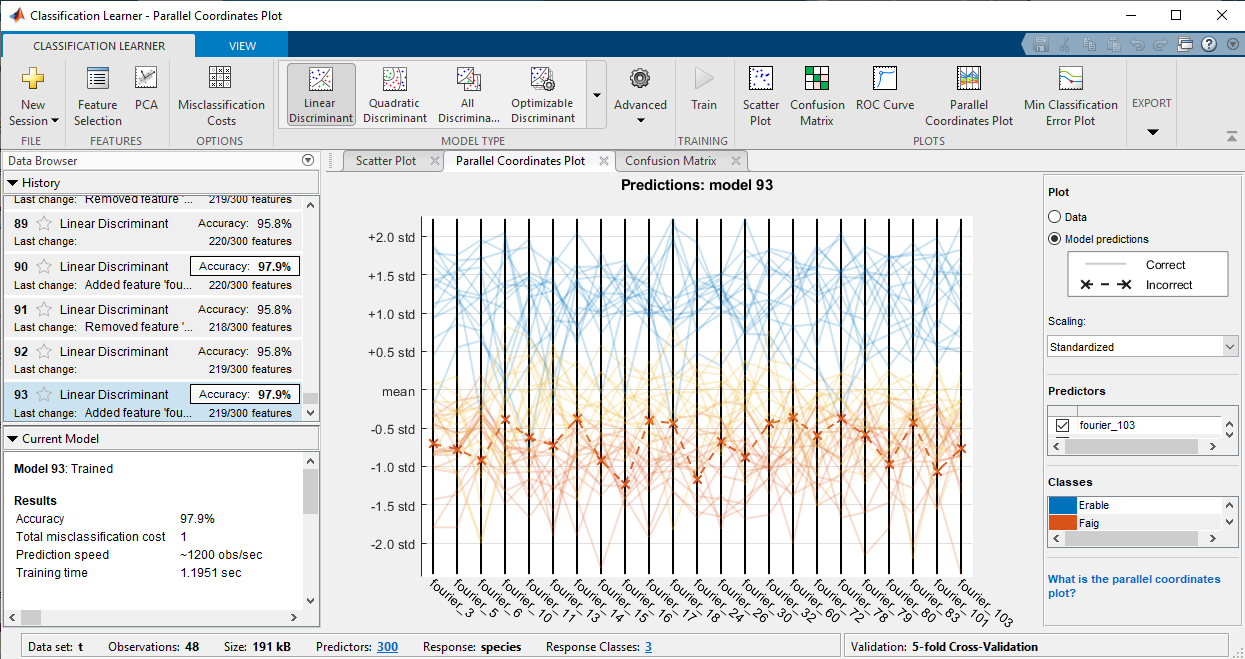 Classification Learner - Parallel Coordinates Plot
CLASSIFICATION LEARNER
VIEW
New Session
Feature Selection
PCA
Misclassification Costs
Linear Discriminant
Quadratic Discriminant
All Discrimina...
Optimizable Discriminant
Advanced
Train
Scatter Plot
Confusion Matrix
ROC Curve
Parallel Coordinates Plot
Min Classification Error Plot
EXPORT
FILE
FEATURES
OPTIONS
MODEL TYPE
TRAINING
PLOTS
Data Browser
History
Last change: Removed feature '... 219/300 features
89 Linear Discriminant Accuracy: 95.8%
Last change: 220/300 features
90 Linear Discriminant Accuracy: 97.9%
Last change: Added feature 'fou... 220/300 features
91 Linear Discriminant Accuracy: 95.8%
Last change: Removed feature '... 218/300 features
92 Linear Discriminant Accuracy: 95.8%
Last change: 219/300 features
93 Linear Discriminant Accuracy: 97.9%
Last change: Added feature 'fou... 219/300 features
Current Model
Model 93: Trained
Results
Accuracy 97.9%
Total misclassification cost 1
Prediction speed ~1200 obs/sec
Training time 1.1951 sec
Scatter Plot
Parallel Coordinates Plot
Confusion Matrix
Predictions: model 93
+2.0 std
+1.5 std
+1.0 std
+0.5 std
mean
-0.5 std
-1.0 std
-1.5 std
-2.0 std
fourier_3
fourier_5
fourier_6
fourier_10
fourier_11
fourier_13
fourier_14
fourier_15
fourier_16
fourier_17
fourier_18
fourier_24
fourier_26
fourier_30
fourier_32
fourier_60
fourier_72
fourier_78
fourier_79
fourier_80
fourier_83
fourier_101
fourier_103
Plot
Data
Model predictions
Correct
Incorrect
Scaling:
Standardized
Predictors
fourier_103
Classes
Erable
Faig
What is the parallel coordinates
plot?
Data set: t Observations: 48 Size: 191 kB Predictors: 300 Response: species Response Classes: 3
Validation: 5-fold Cross-Validation